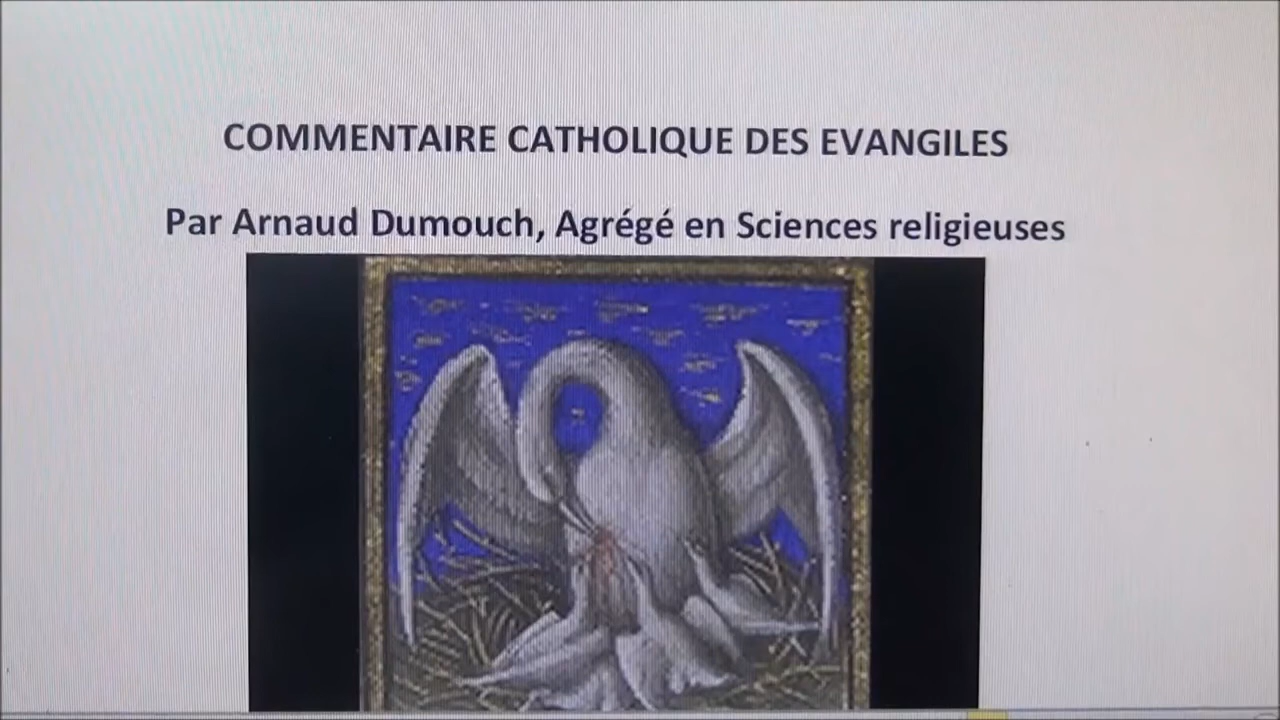 COMMENTAIRE CATHOLIQUE DES EVANGILES
Par Arnaud Dumouch, Agrégé en Sciences religieuses